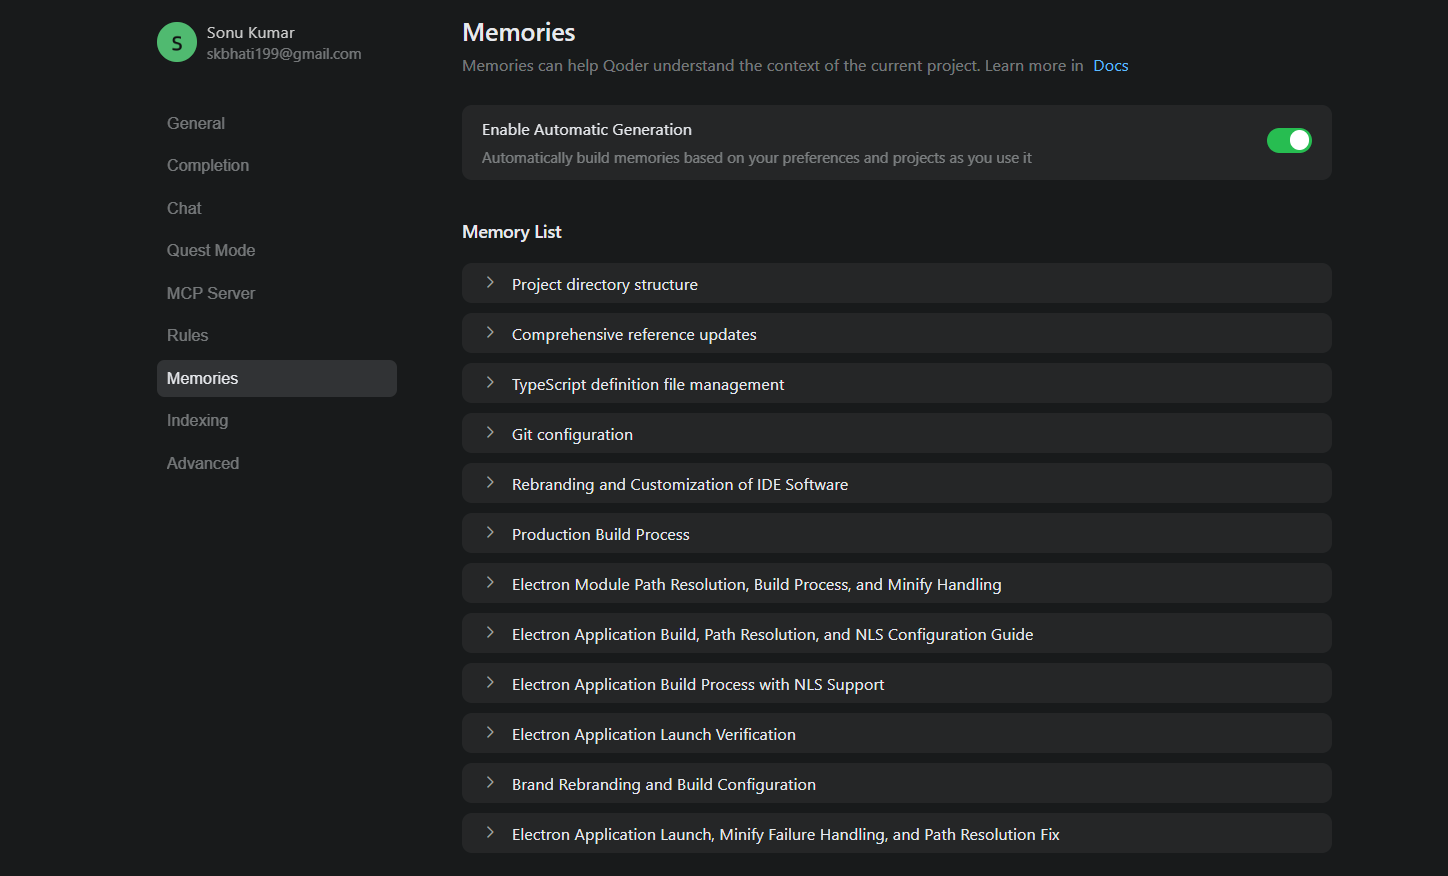 S
Sonu Kumar
skbhati199@gmail.com
General
Completion
Chat
Quest Mode
MCP Server
Rules
Memories
Indexing
Advanced
Memories
Memories can help Qoder understand the context of the current project. Learn more in Docs
Enable Automatic Generation
Automatically build memories based on your preferences and projects as you use it
Memory List
Project directory structure
Comprehensive reference updates
TypeScript definition file management
Git configuration
Rebranding and Customization of IDE Software
Production Build Process
Electron Module Path Resolution, Build Process, and Minify Handling
Electron Application Build, Path Resolution, and NLS Configuration Guide
Electron Application Build Process with NLS Support
Electron Application Launch Verification
Brand Rebranding and Build Configuration
Electron Application Launch, Minify Failure Handling, and Path Resolution Fix